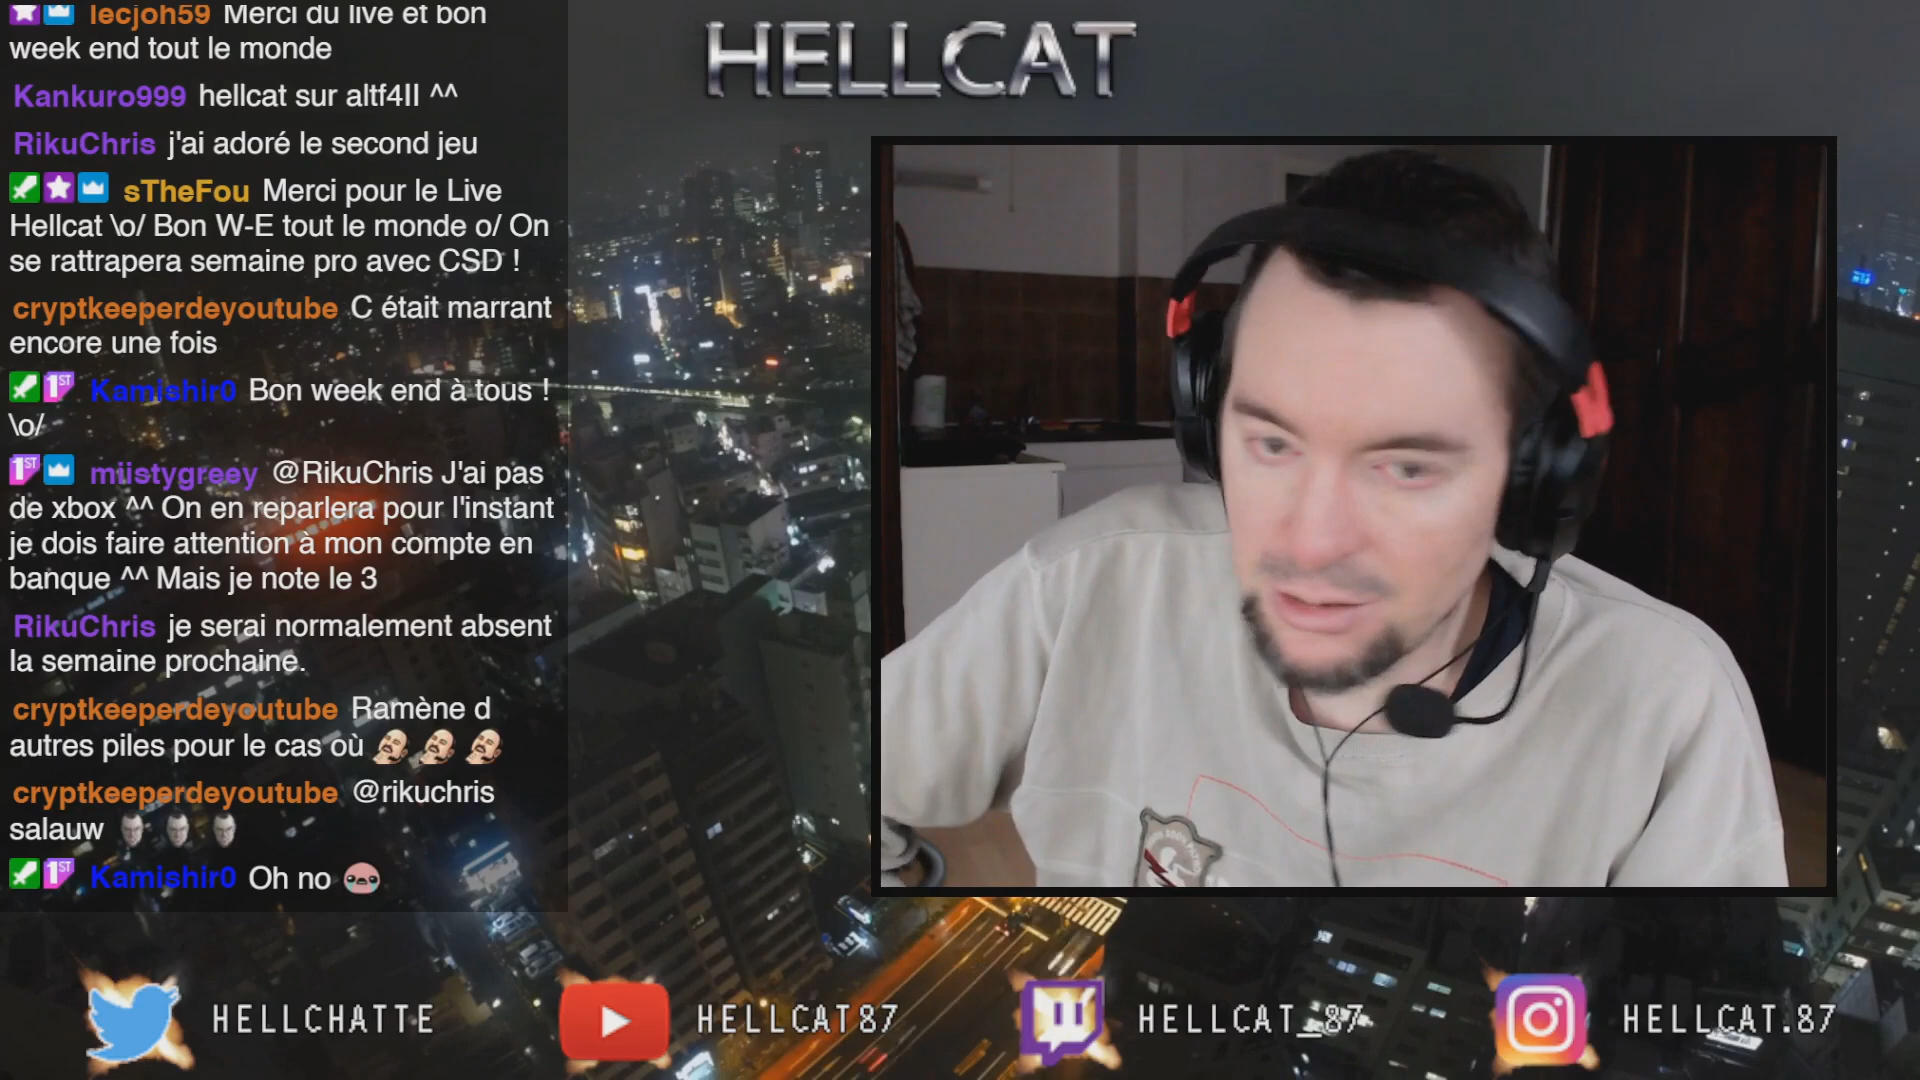 lecjoh59 Merci du live et bon
week end tout le monde
Kankuro999 hellcat sur altf4II ^^
RikuChris j'ai adoré le second jeu
sTheFou Merci pour le Live
Hellcat \o/ Bon W-E tout le monde o/ On
se rattrapera semaine pro avec CSD !
cryptkeeperdeyoutube C était marrant
encore une fois
1ST Kamishir0 Bon week end à tous !
\o/
1ST miistygreey @RikuChris J'ai pas
de xbox ^^ On en reparlera pour l'instant
je dois faire attention à mon compte en
banque ^^ Mais je note le 3
RikuChris je serai normalement absent
la semaine prochaine.
cryptkeeperdeyoutube Ramène d
autres piles pour le cas où
cryptkeeperdeyoutube @rikuchris
salauw
1ST Kamishir0 Oh no
HELLCAT
HELLCHATTE
HELLCAT87
HELLCAT_87
HELLCAT.87